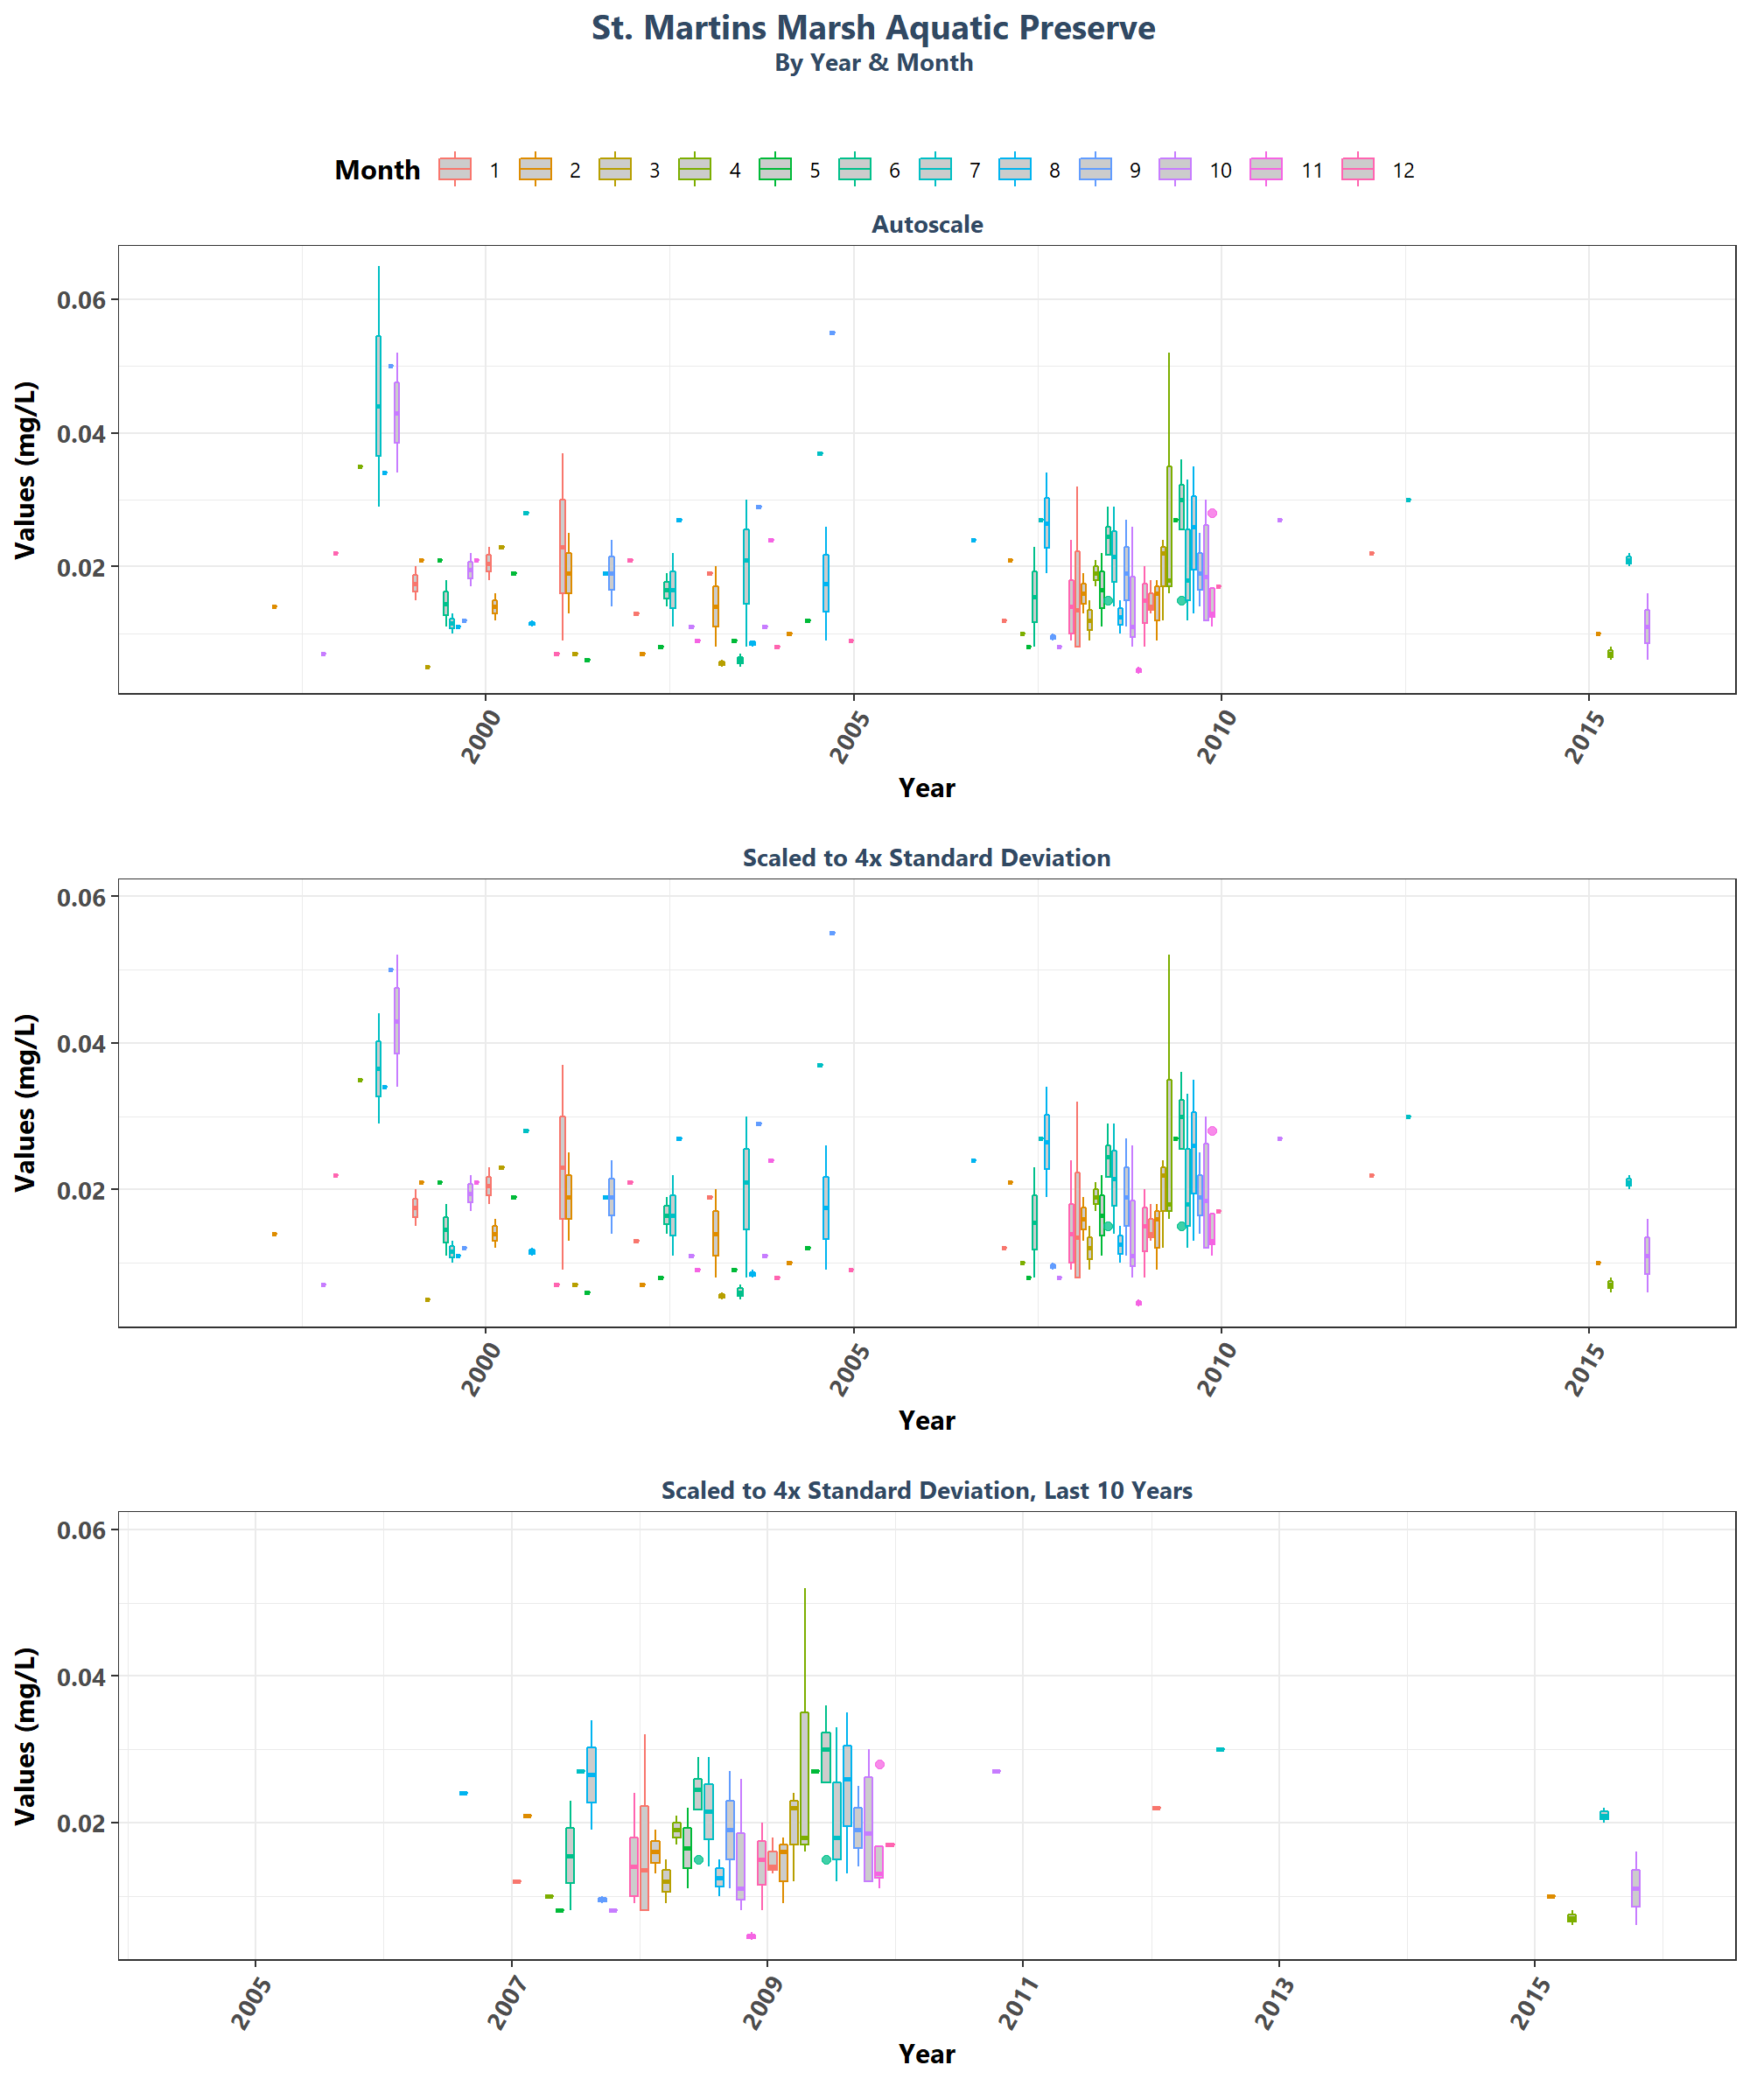 St. Martins Marsh Aquatic Preserve
By Year & Month
Month 1 2 3 4 5 6 7 8 9 10 11 12
Autoscale
Values (mg/L)
0.06
0.04
0.02
2000 2005 2010 2015
Year
Scaled to 4x Standard Deviation
Values (mg/L)
0.06
0.04
0.02
2000 2005 2010 2015
Year
Scaled to 4x Standard Deviation, Last 10 Years
Values (mg/L)
0.06
0.04
0.02
2005 2007 2009 2011 2013 2015
Year